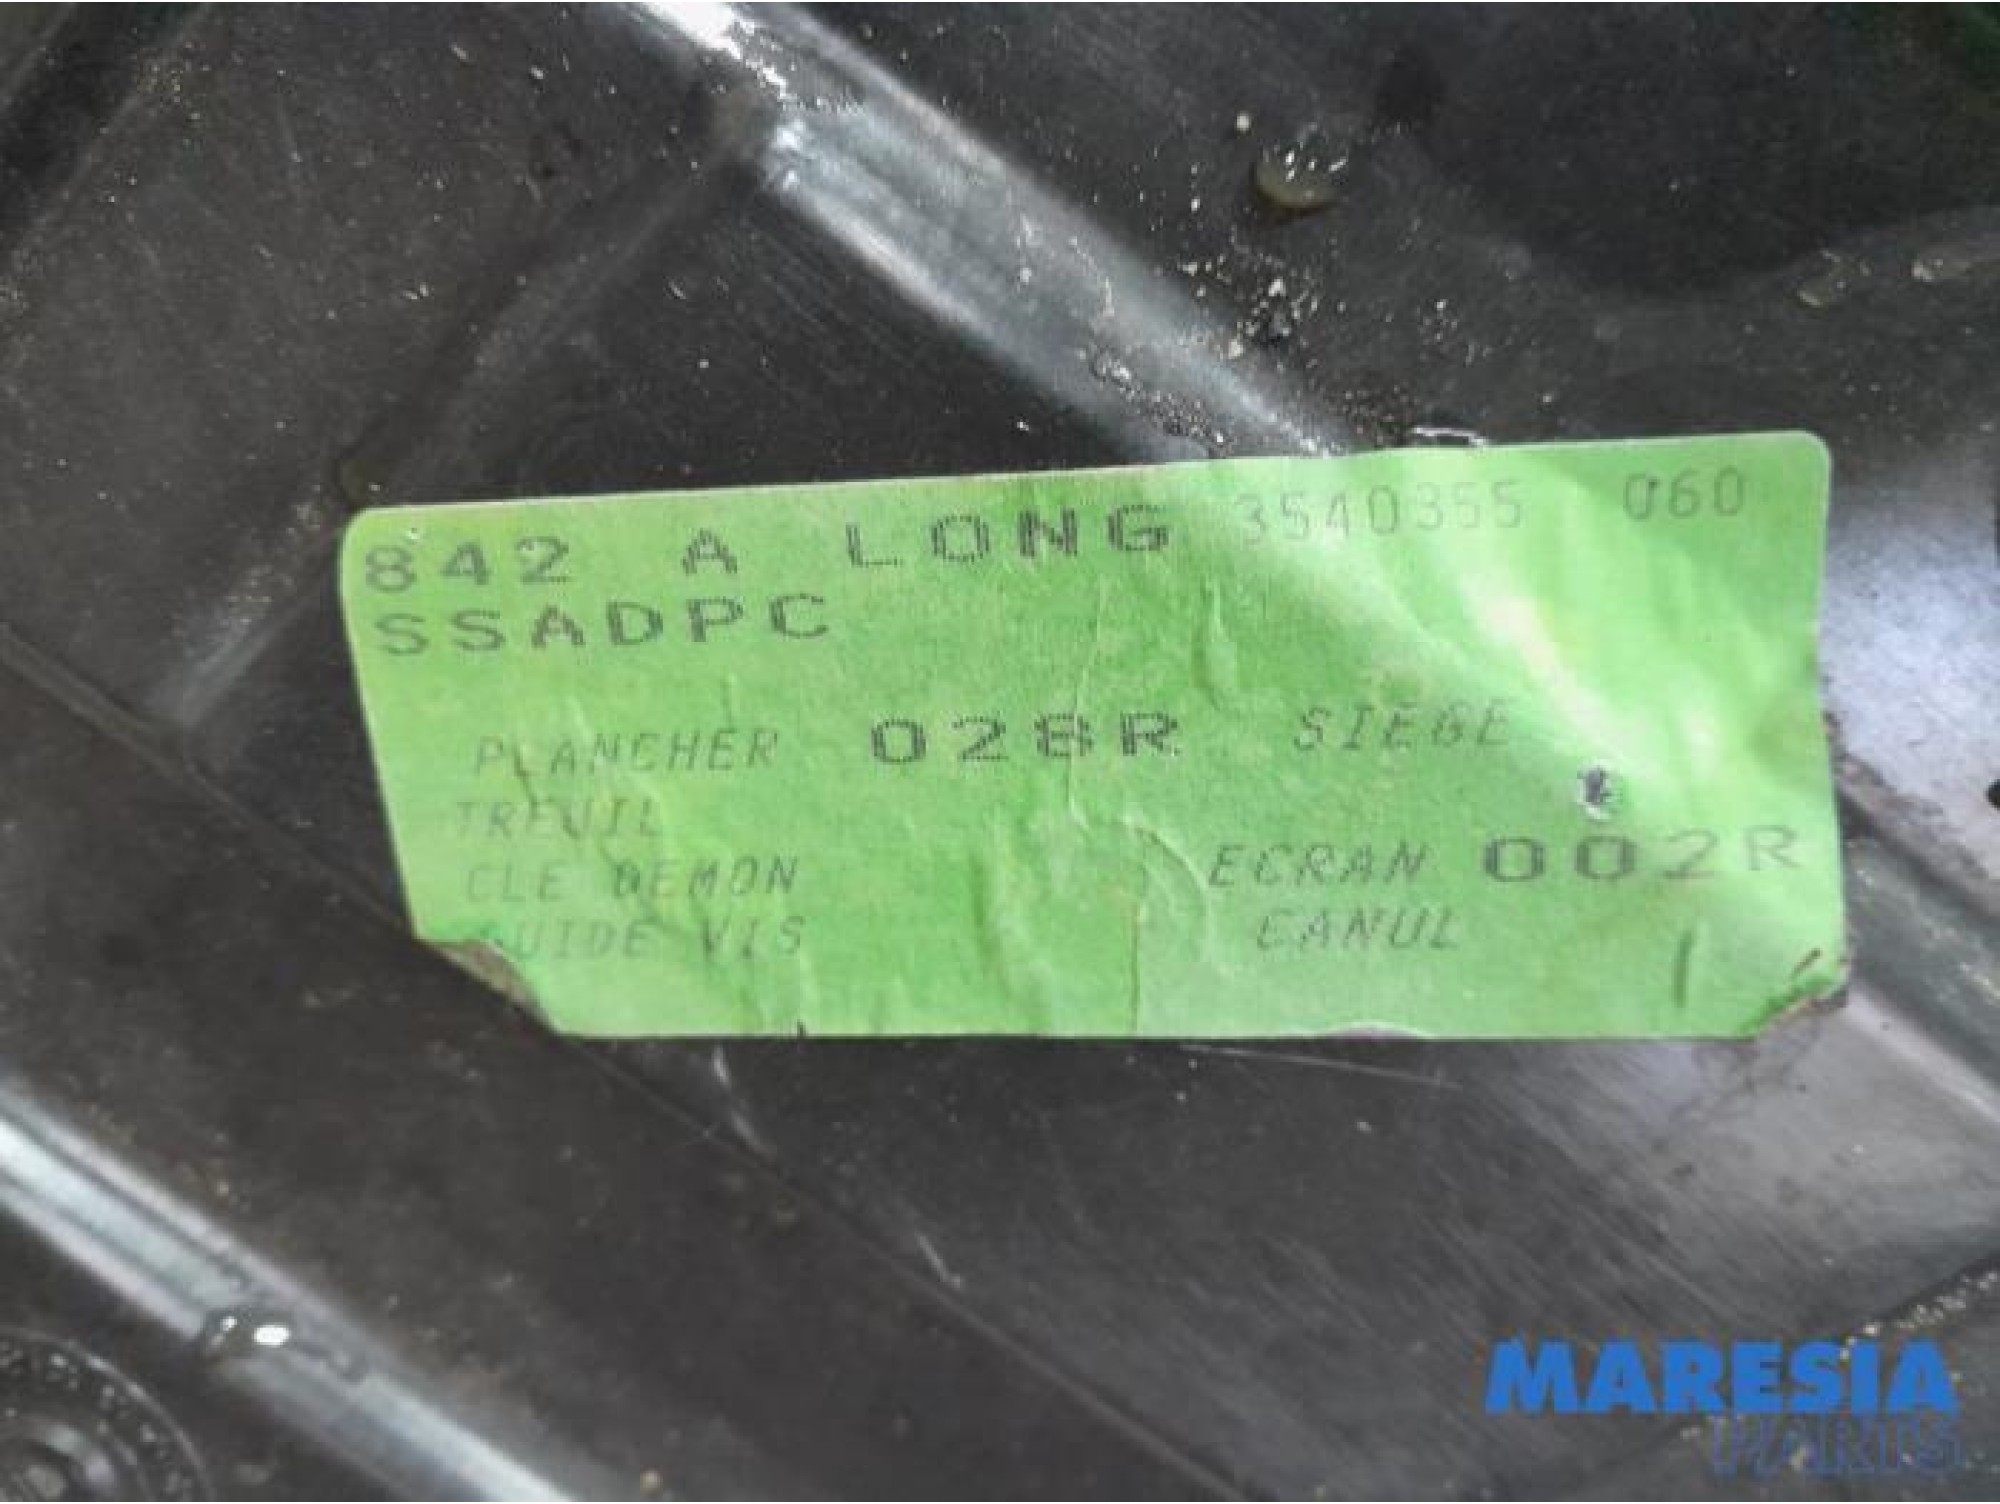 842 A LONG 3540355 060
SSADPC
PLANCHER 028R SIEGE
TREUIL
CLE DEMON ECRAN 002R
GUIDE VIS CANUL
MARESIA
PARTS